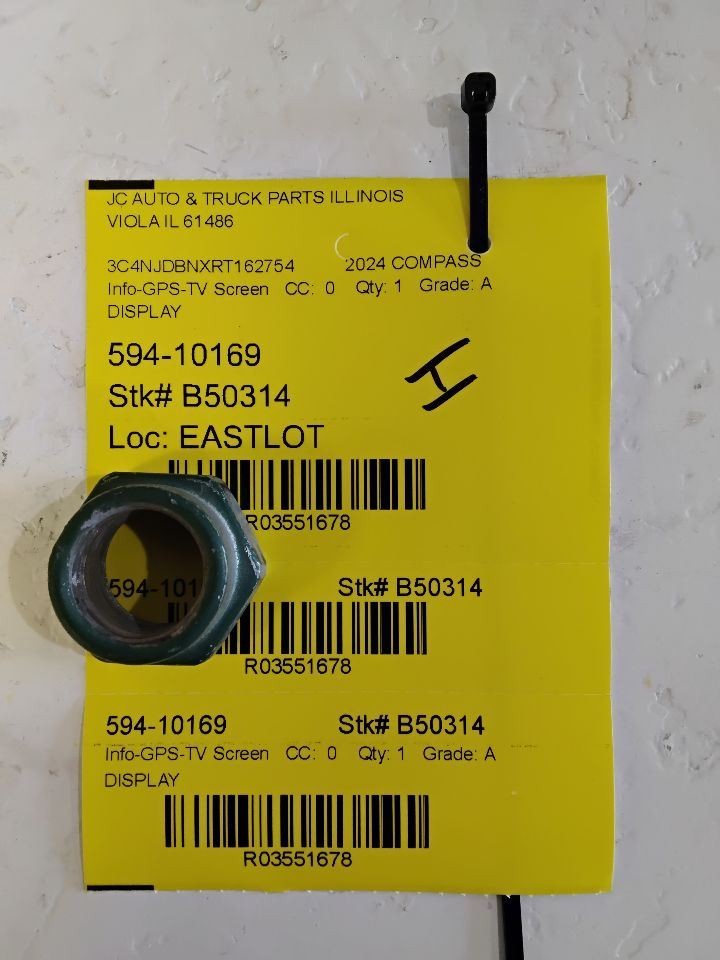 JC AUTO & TRUCK PARTS ILLINOIS
VIOLA IL 61486
3C4NJDBNXRT162754 2024 COMPASS
Info-GPS-TV Screen CC: 0 Qty: 1 Grade: A
DISPLAY
594-10169
Stk# B50314
Loc: EASTLOT
H
R03551678
594-101 Stk# B50314
R03551678
594-10169 Stk# B50314
Info-GPS-TV Screen CC: 0 Qty: 1 Grade: A
DISPLAY
R03551678